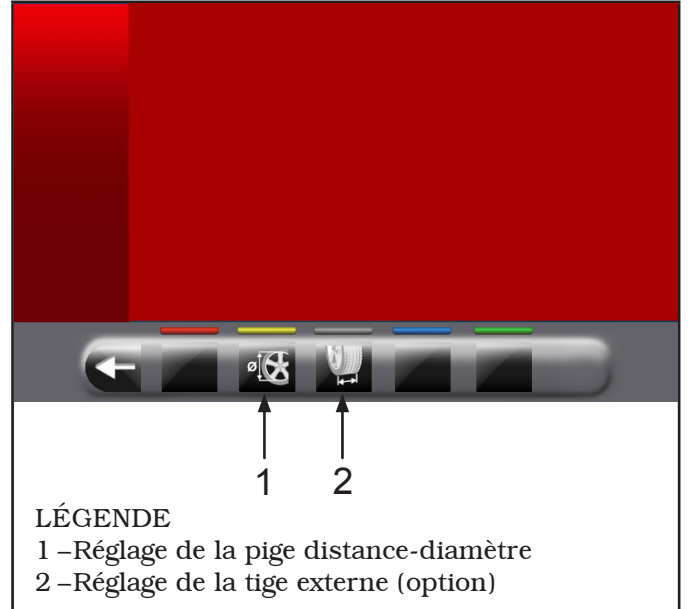 ø
1
2
LÉGENDE
1 –Réglage de la pige distance-diamètre
2 –Réglage de la tige externe (option)